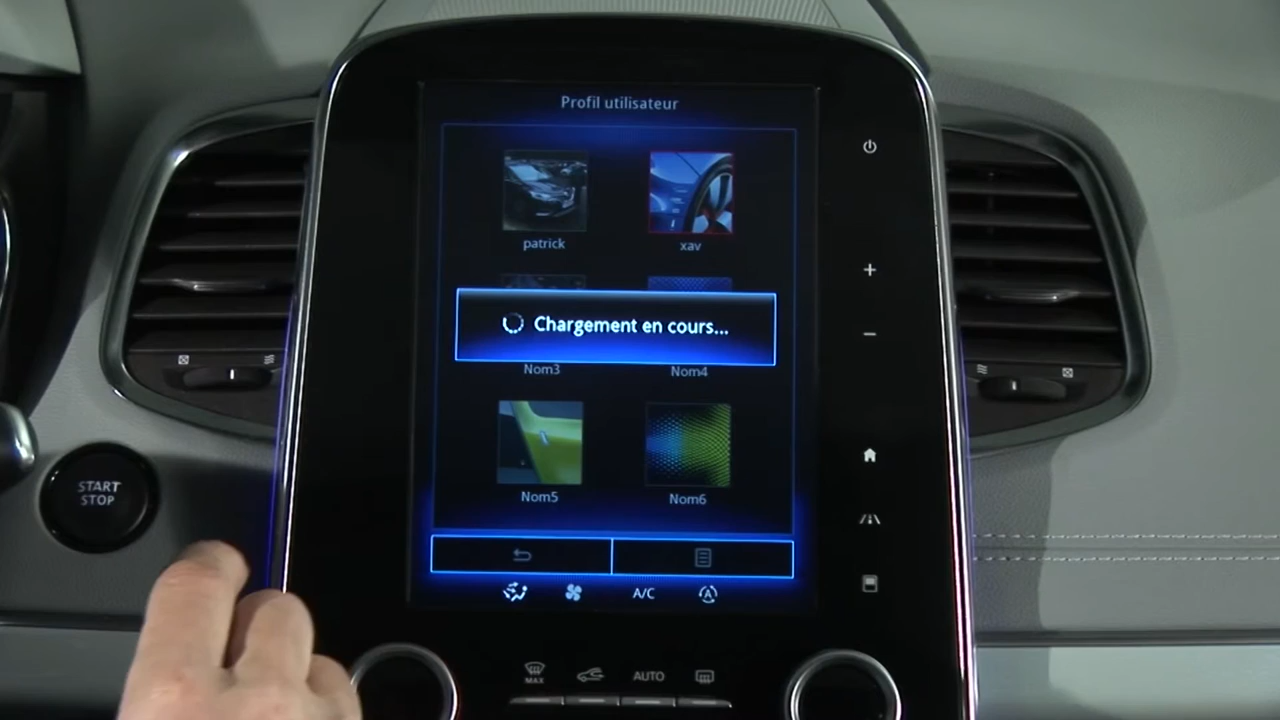 Profil utilisateur
patrick
xav
Chargement en cours...
Nom3
Nom4
Nom5
Nom6
START
STOP
A/C
A
MAX
AUTO